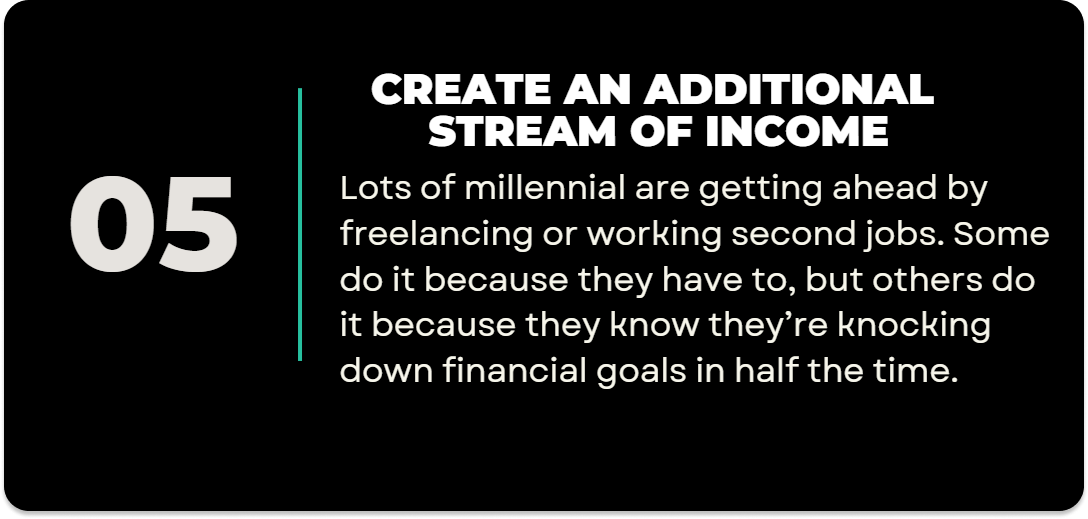 05
CREATE AN ADDITIONAL
STREAM OF INCOME
Lots of millennial are getting ahead by
freelancing or working second jobs. Some
do it because they have to, but others do
it because they know they’re knocking
down financial goals in half the time.